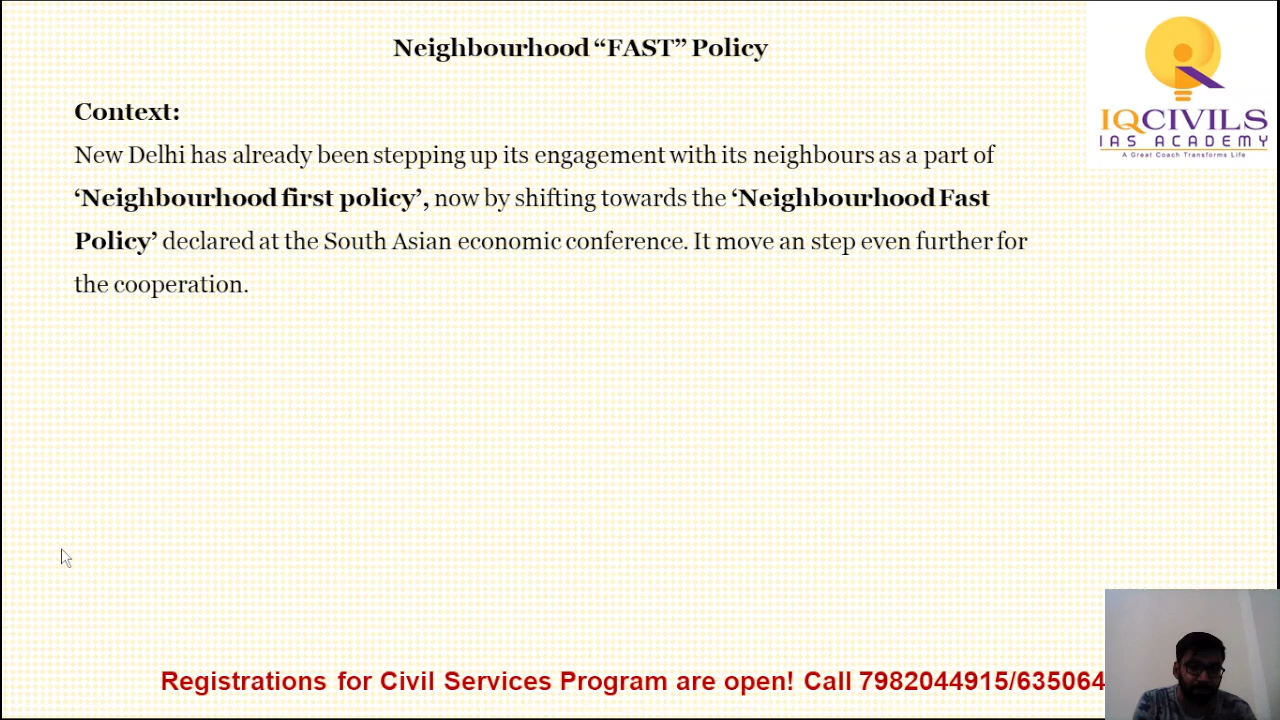 Neighbourhood “FAST” Policy
IQCIVILS
IAS ACADEMY
A Great Coach Transforms Life
Context:
New Delhi has already been stepping up its engagement with its neighbours as a part of
‘Neighbourhood first policy’, now by shifting towards the ‘Neighbourhood Fast
Policy’ declared at the South Asian economic conference. It move an step even further for
the cooperation.
Registrations for Civil Services Program are open! Call 7982044915/635064